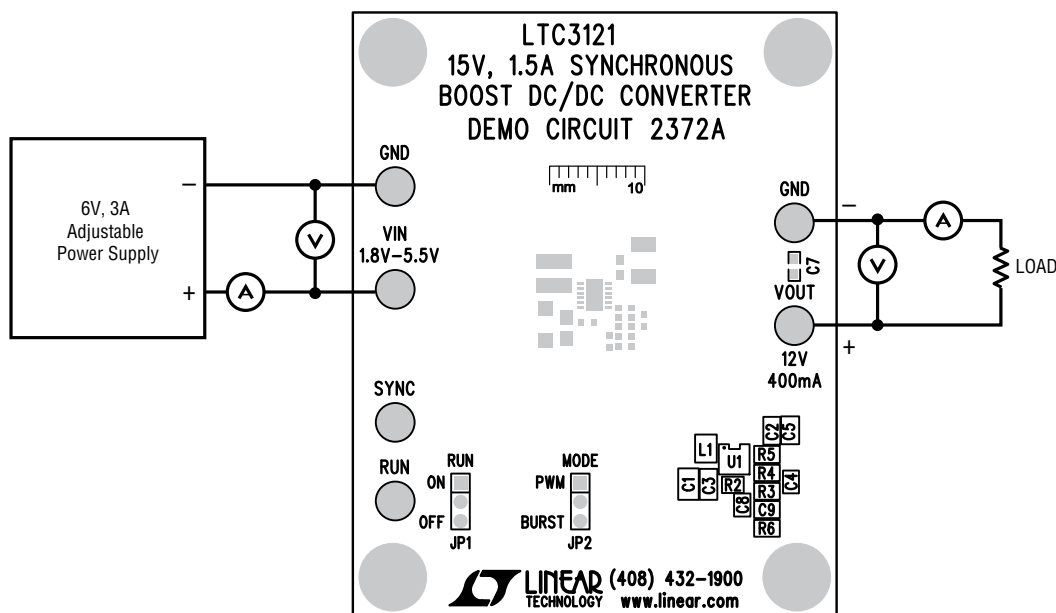 LTC3121
15V, 1.5A SYNCHRONOUS
BOOST DC/DC CONVERTER
DEMO CIRCUIT 2372A
6V, 3A
Adjustable
Power Supply
−
+
A
V
GND
VIN
1.8V–5.5V
mm 10
GND
C7
VOUT
12V
400mA
−
+
V
A
LOAD
SYNC
RUN
RUN
ON
OFF
JP1
MODE
PWM
BURST
JP2
L1
U1
C1
C3
R2
C8
C2
C5
R5
R4
R3
C9
R6
C4
LINEAR
TECHNOLOGY
(408) 432-1900
www.linear.com